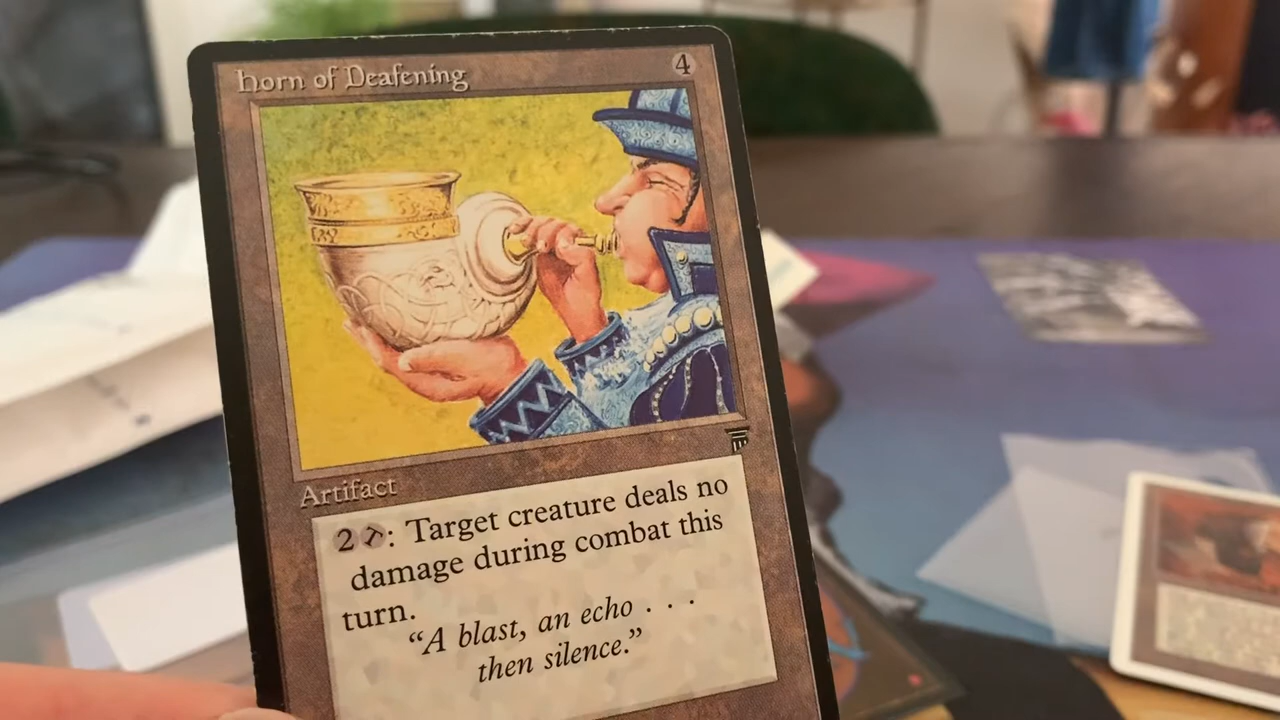 Horn of Deafening 4
Artifact
2 T: Target creature deals no
damage during combat this
turn.
“A blast, an echo . . .
then silence.”